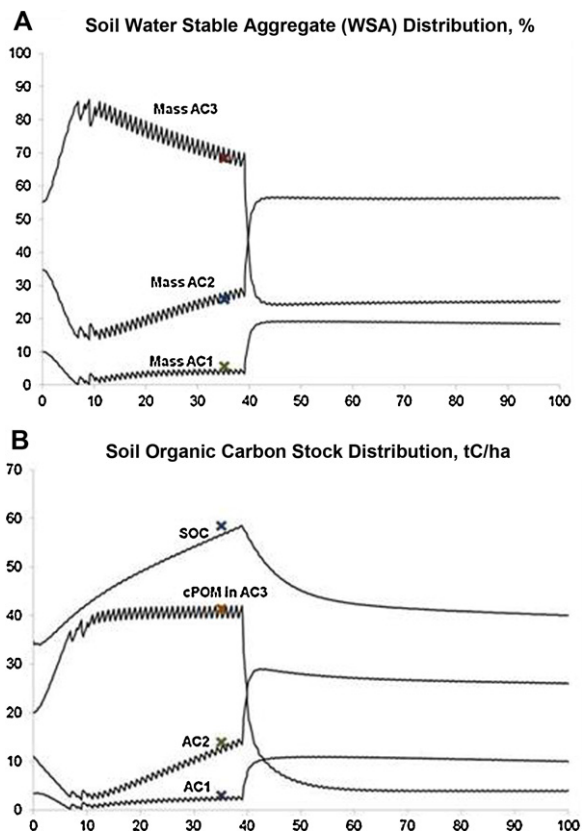 A
Soil Water Stable Aggregate (WSA) Distribution, %
100
90
80
70
60
50
40
30
20
10
0
Mass AC3
Mass AC2
Mass AC1
0 10 20 30 40 50 60 70 80 90 100
B
Soil Organic Carbon Stock Distribution, tC/ha
70
60
50
40
30
20
10
0
SOC
cPOM in AC3
AC2
AC1
0 10 20 30 40 50 60 70 80 90 100